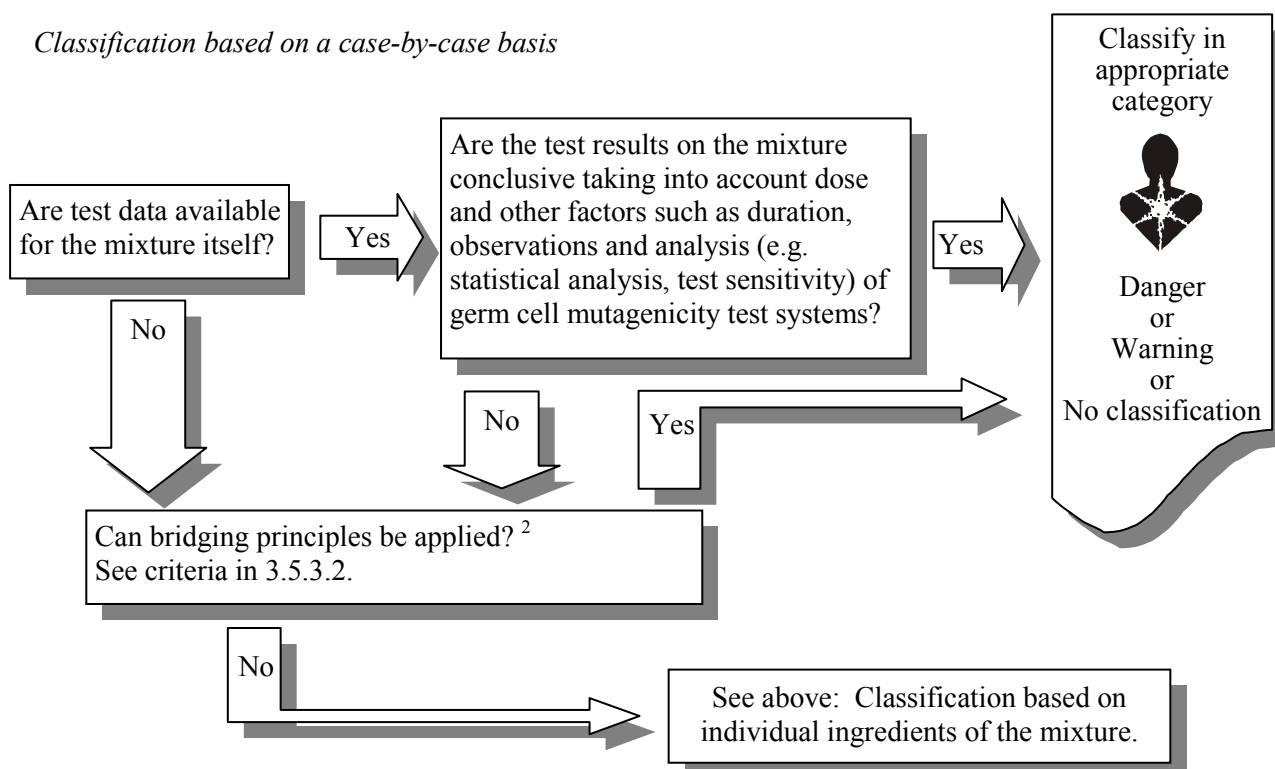 Classification based on a case-by-case basis
Are test data available
for the mixture itself?
Yes
Are the test results on the mixture
conclusive taking into account dose
and other factors such as duration,
observations and analysis (e.g.
statistical analysis, test sensitivity) of
germ cell mutagenicity test systems?
Yes
Classify in
appropriate
category
Danger
or
Warning
or
No classification
No
No
Yes
Can bridging principles be applied? 2
See criteria in 3.5.3.2.
No
See above: Classification based on
individual ingredients of the mixture.